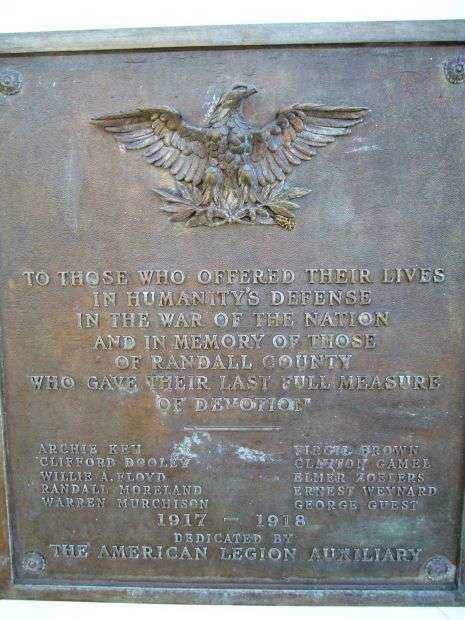 TO THOSE WHO OFFERED THEIR LIVES
IN HUMANITY'S DEFENSE
IN THE WAR OF THE NATION
AND IN MEMORY OF THOSE
OF RANDALL COUNTY
WHO GAVE THEIR LAST FULL MEASURE
OF DEVOTION"
ARCHIE
CLIFFORD DOOLEY
WILLIE A. FLOYD
RANDALL MORELAND
WARREN MURCHISON
VIRGIL BROWN
CLAYTON GAMEL
ELMER
ERNEST WEYNARD
GEORGE GUEST
1917 - 1918
DEDICATED BY
THE AMERICAN LEGION AUXILIARY